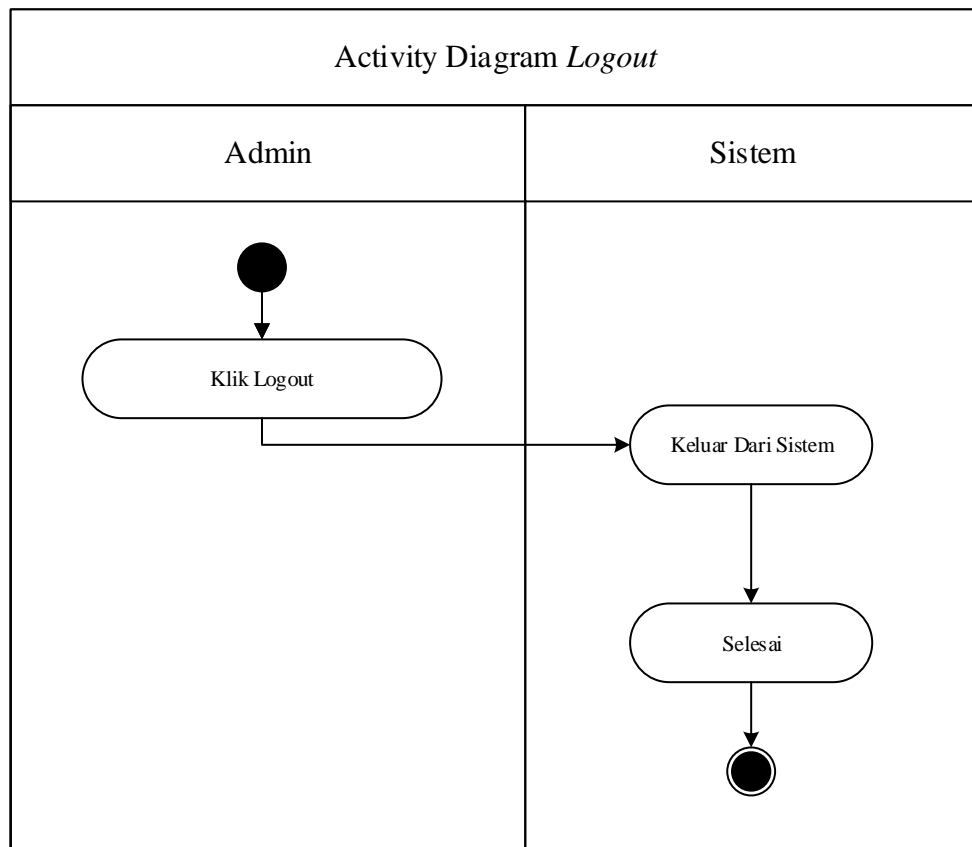 Activity Diagram Logout
Admin
Sistem
Klik Logout
Keluar Dari Sistem
Selesai